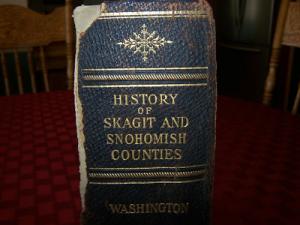 HISTORY
OF
SKAGIT AND
SNOHOMISH
COUNTIES
WASHINGTON